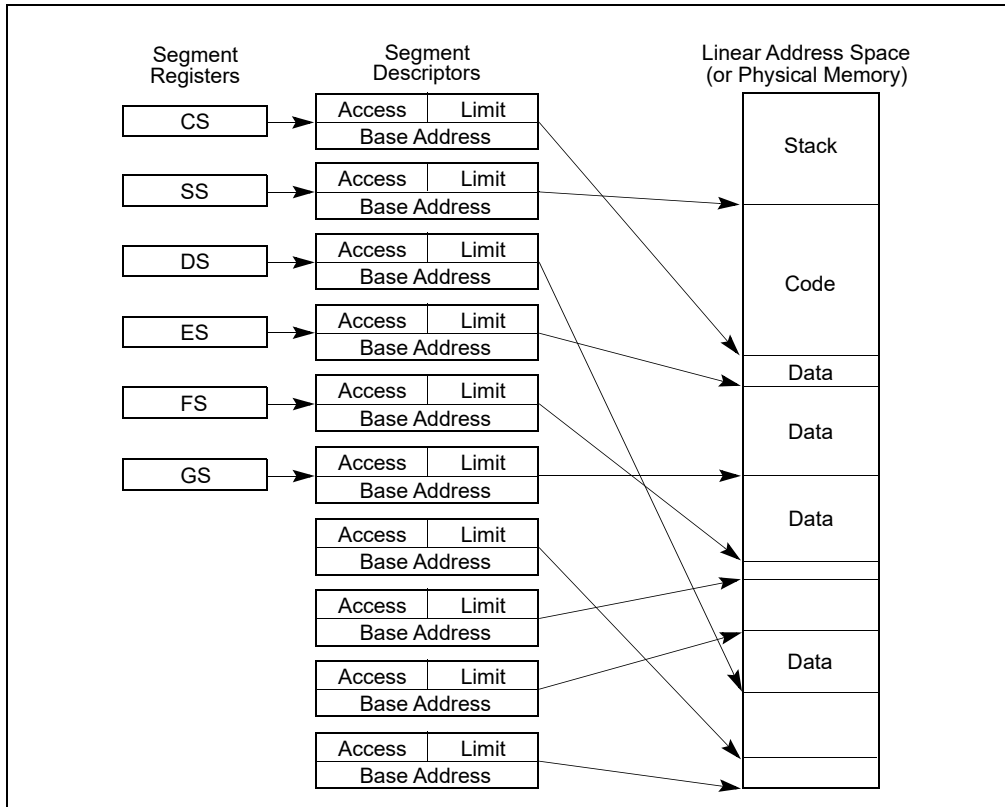 Segment
Registers
Segment
Descriptors
Linear Address Space
(or Physical Memory)
CS
Access Limit
Base Address
Stack
SS
Access Limit
Base Address
DS
Access Limit
Base Address
Code
ES
Access Limit
Base Address
Data
FS
Access Limit
Base Address
Data
GS
Access Limit
Base Address
Data
Access Limit
Base Address
Access Limit
Base Address
Access Limit
Base Address
Data
Access Limit
Base Address